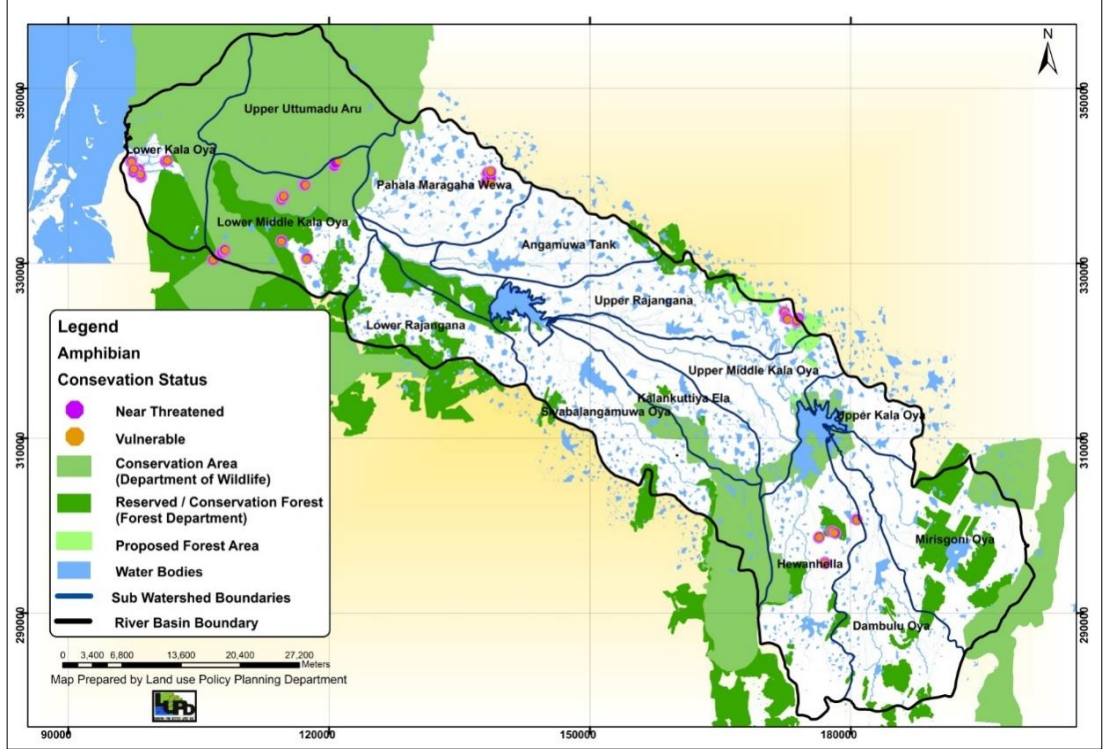 N
350000
350000
330000
330000
310000
310000
290000
290000
Upper Uttumadu Aru
Lower Kala Oya
Pahala Maragaha Wewa
Lower Middle Kala Oya
Angamuwa Tank
Upper Rajangana
Lower Rajangana
Upper Middle Kala Oya
Kalankuttiya Ela
Siyabalangamuwa Oya
Upper Kala Oya
Mirisgoni Oya
Hewanhella
Dambulu Oya
Legend
Amphibian
Consevation Status
Near Threatened
Vulnerable
Conservation Area
(Department of Wildlife)
Reserved / Conservation Forest
(Forest Department)
Proposed Forest Area
Water Bodies
Sub Watershed Boundaries
River Basin Boundary
0 3,400 6,800 13,600 20,400 27,200
Meters
Map Prepared by Land use Policy Planning Department
LUPPD
90000 120000 150000 180000